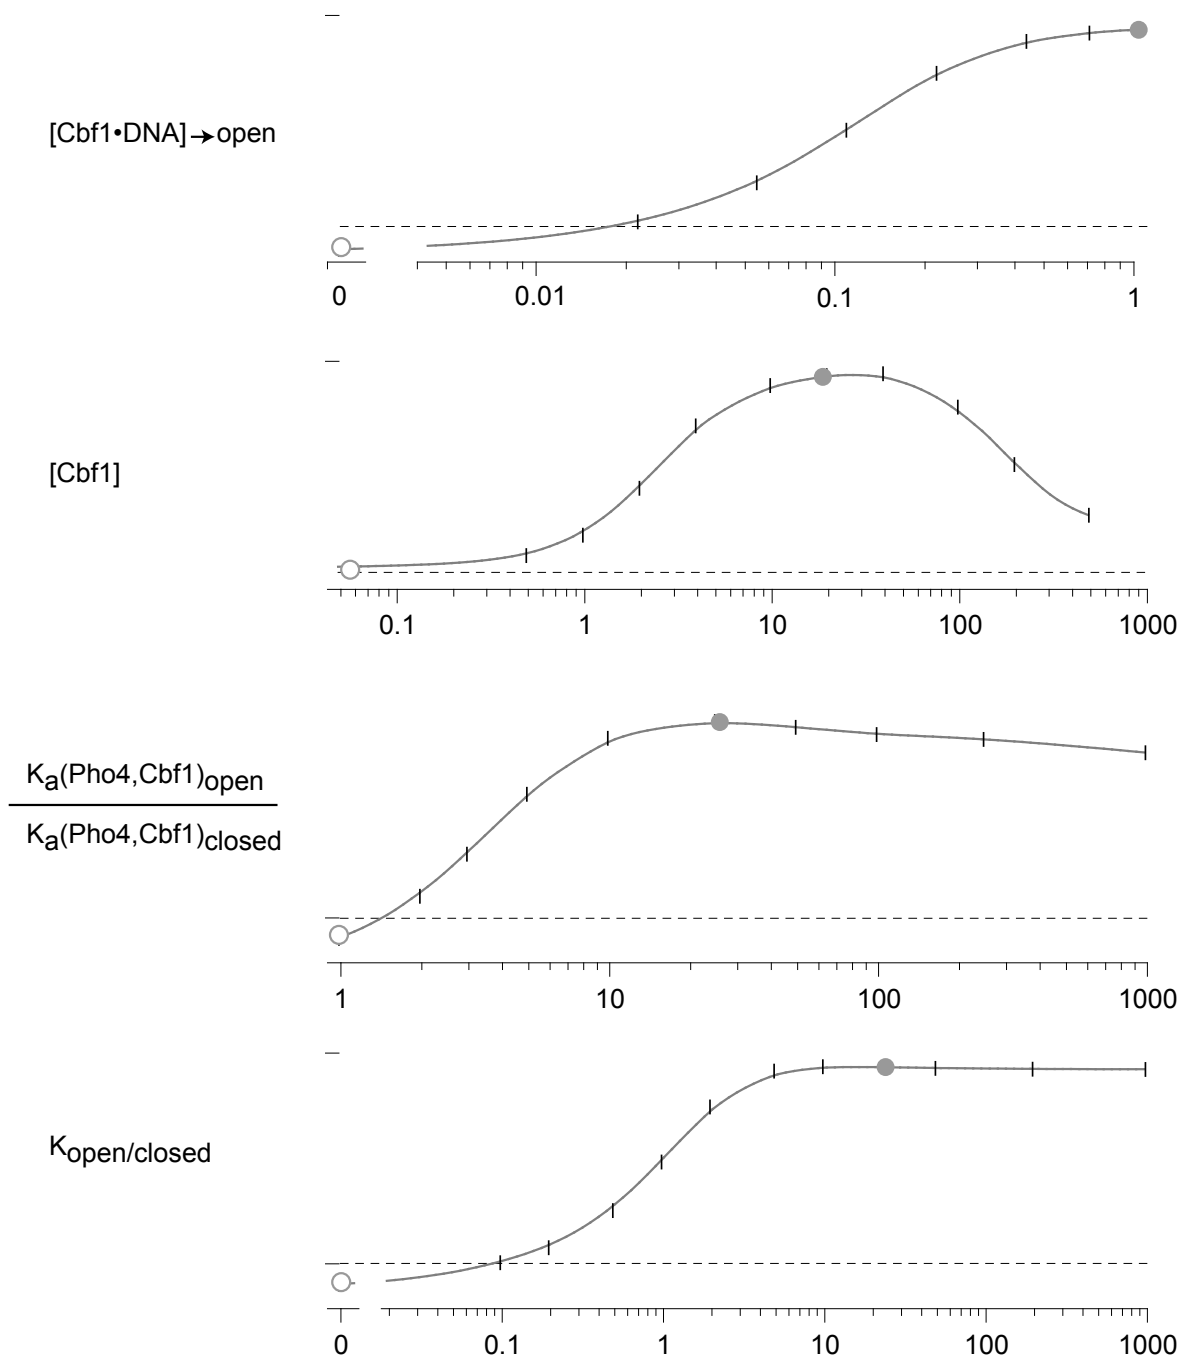 [Cbf1•DNA]→open
0 0.01 0.1 1
[Cbf1]
0.1 1 10 100 1000
Ka(Pho4,Cbf1)open
Ka(Pho4,Cbf1)closed
1 10 100 1000
Kopen/closed
0 0.1 1 10 100 1000